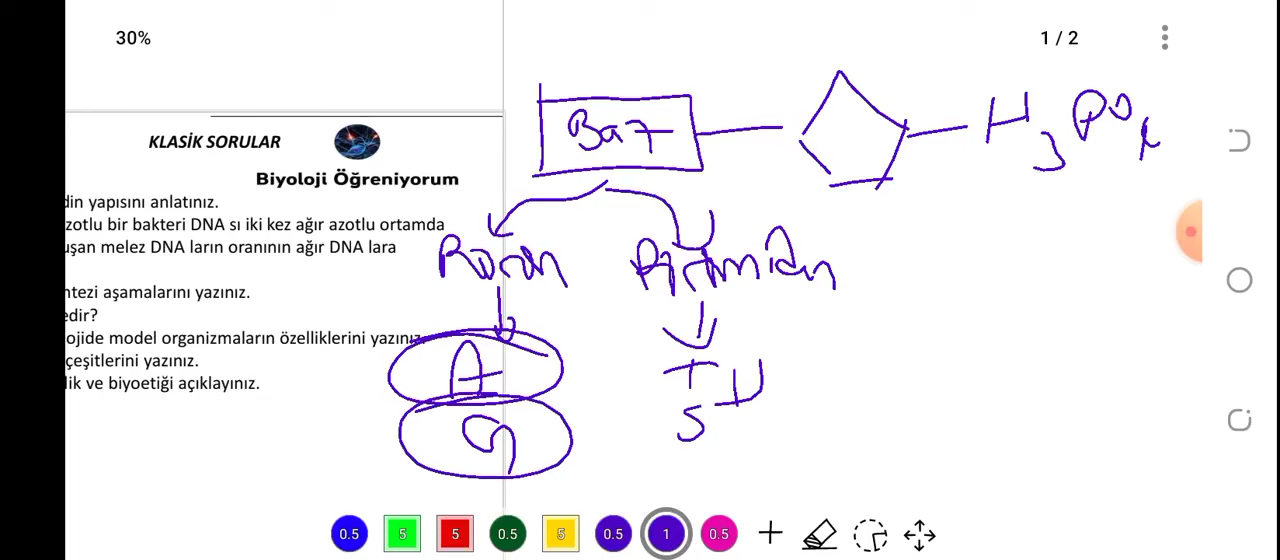 30%
1 / 2
KLASİK SORULAR
Biyoloji Öğreniyorum
din yapısını anlatınız.
azotlu bir bakteri DNA sı iki kez ağır azotlu ortamda
uşan melez DNA ların oranının ağır DNA lara
ntezi aşamalarını yazınız.
edir?
ojide model organizmaların özelliklerini yazınız.
çeşitlerini yazınız.
lik ve biyoetiği açıklayınız.
Baz
H3PO4
Pürin
Pirimidin
A
G
T
S U
0.5 5 5 0.5 5 0.5 1 0.5